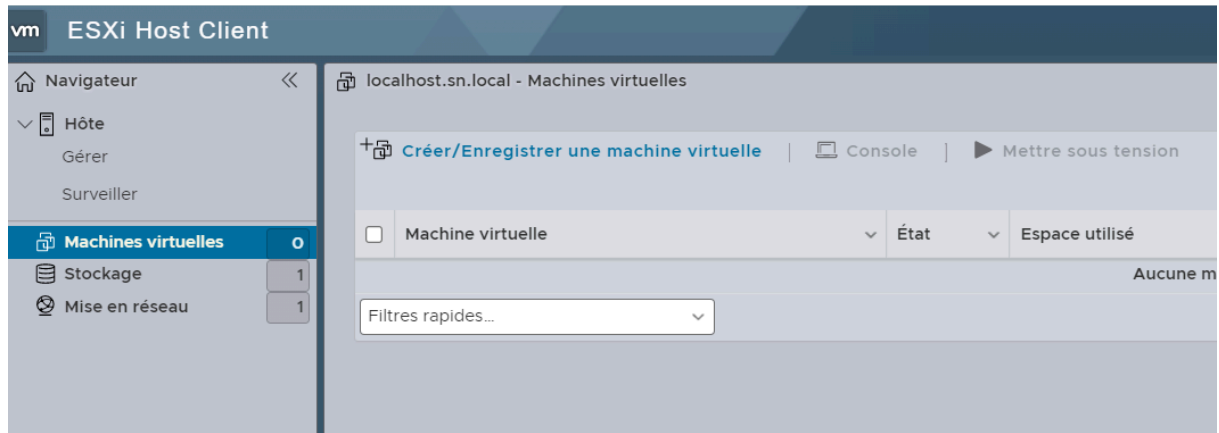 vm ESXi Host Client
Navigateur
localhost.sn.local - Machines virtuelles
Hôte
Gérer
Surveiller
Machines virtuelles 0
Stockage 1
Mise en réseau 1
Créer/Enregistrer une machine virtuelle | Console | Mettre sous tension
Machine virtuelle État Espace utilisé
Aucune m
Filtres rapides...